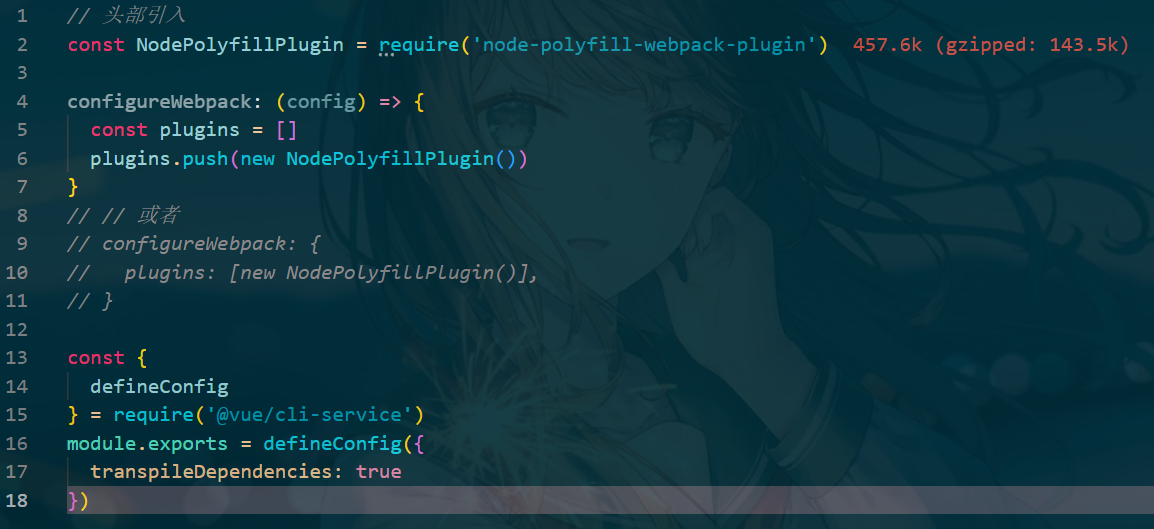 1 // 头部引入
2 const NodePolyfillPlugin = require('node-polyfill-webpack-plugin') 457.6k (gzipped: 143.5k)
3
4 configureWebpack: (config) => {
5   const plugins = []
6   plugins.push(new NodePolyfillPlugin())
7 }
8 // // 或者
9 // configureWebpack: {
10 //   plugins: [new NodePolyfillPlugin()],
11 // }
12
13 const {
14   defineConfig
15 } = require('@vue/cli-service')
16 module.exports = defineConfig({
17   transpileDependencies: true
18 })